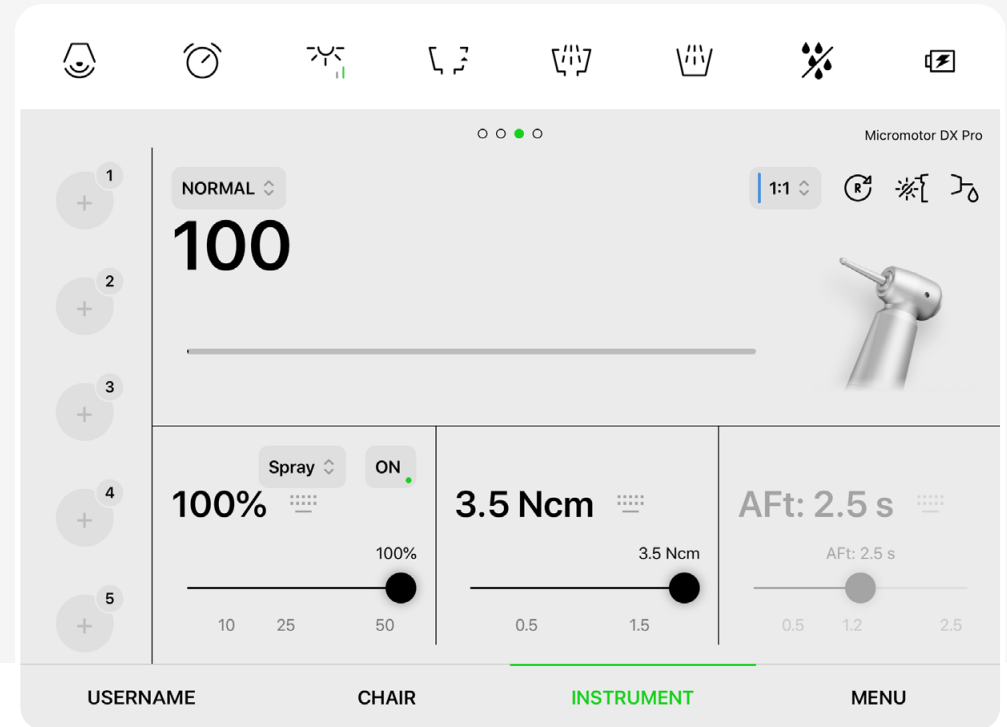 Micromotor DX Pro
1
NORMAL
1:1
R
100
2
3
4
5
Spray
ON
100%
3.5 Ncm
AFt: 2.5 s
100%
3.5 Ncm
AFt: 2.5 s
10 25 50
0.5 1.5
0.5 1.2 2.5
USERNAME CHAIR INSTRUMENT MENU